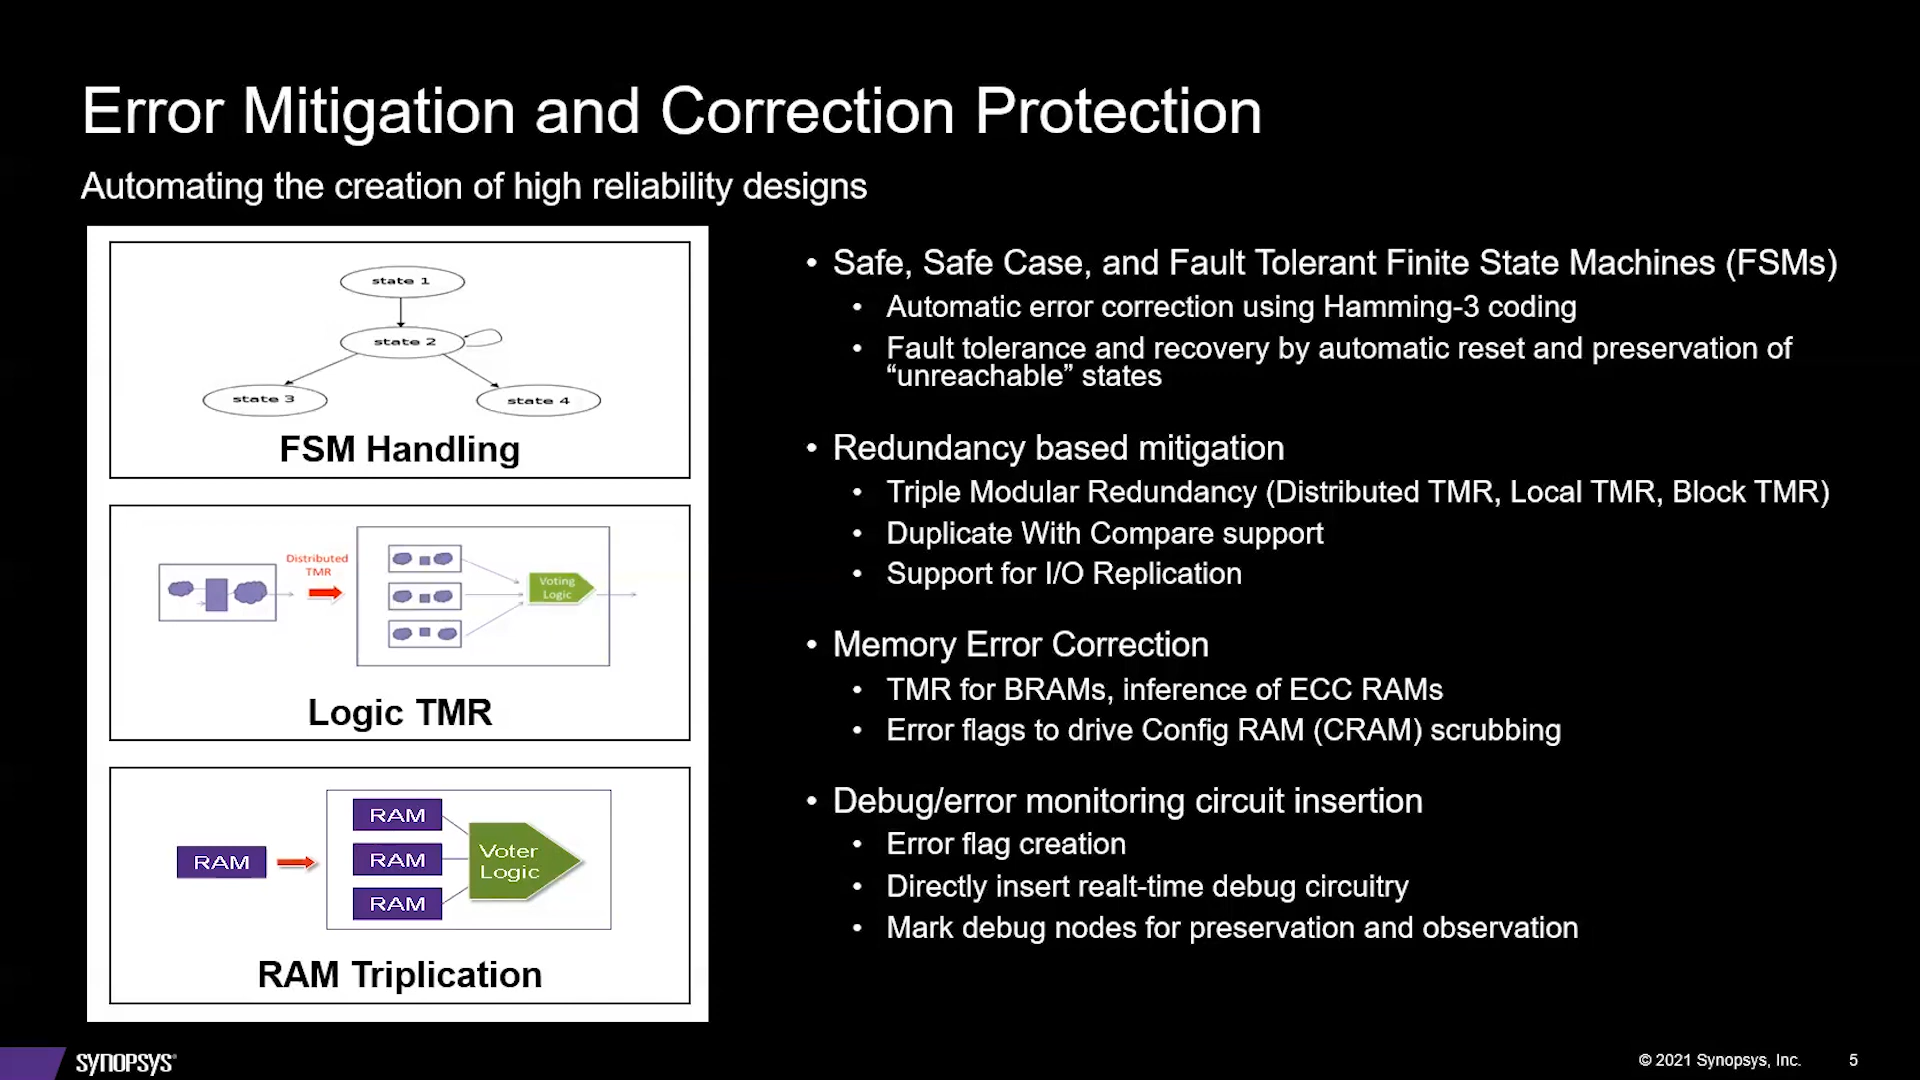 Error Mitigation and Correction Protection
Automating the creation of high reliability designs
state 1
state 2
state 3
state 4
FSM Handling
Distributed
TMR
Voting
Logic
Logic TMR
RAM
RAM
RAM
RAM
Voter
Logic
RAM Triplication
• Safe, Safe Case, and Fault Tolerant Finite State Machines (FSMs)
• Automatic error correction using Hamming-3 coding
• Fault tolerance and recovery by automatic reset and preservation of
“unreachable” states
• Redundancy based mitigation
• Triple Modular Redundancy (Distributed TMR, Local TMR, Block TMR)
• Duplicate With Compare support
• Support for I/O Replication
• Memory Error Correction
• TMR for BRAMs, inference of ECC RAMs
• Error flags to drive Config RAM (CRAM) scrubbing
• Debug/error monitoring circuit insertion
• Error flag creation
• Directly insert realt-time debug circuitry
• Mark debug nodes for preservation and observation
SYNOPSYS®
© 2021 Synopsys, Inc.
5